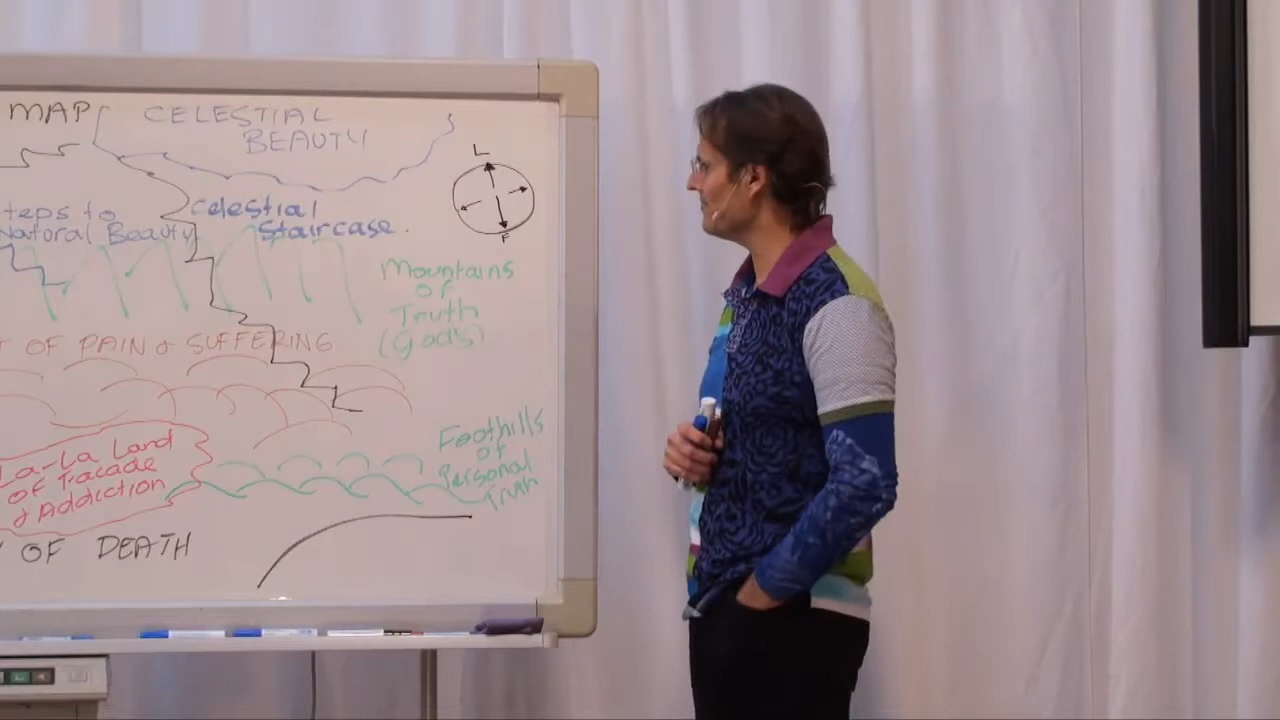 MAP
CELESTIAL
BEAUTY
L
F
teps to
Natural Beauty
Celestial
Staircase.
Mountains
of
Truth
(God's)
T OF PAIN & SUFFERING
La-La Land
of Facade
& Addiction
Foothills
of
Personal
Truth
Y OF DEATH